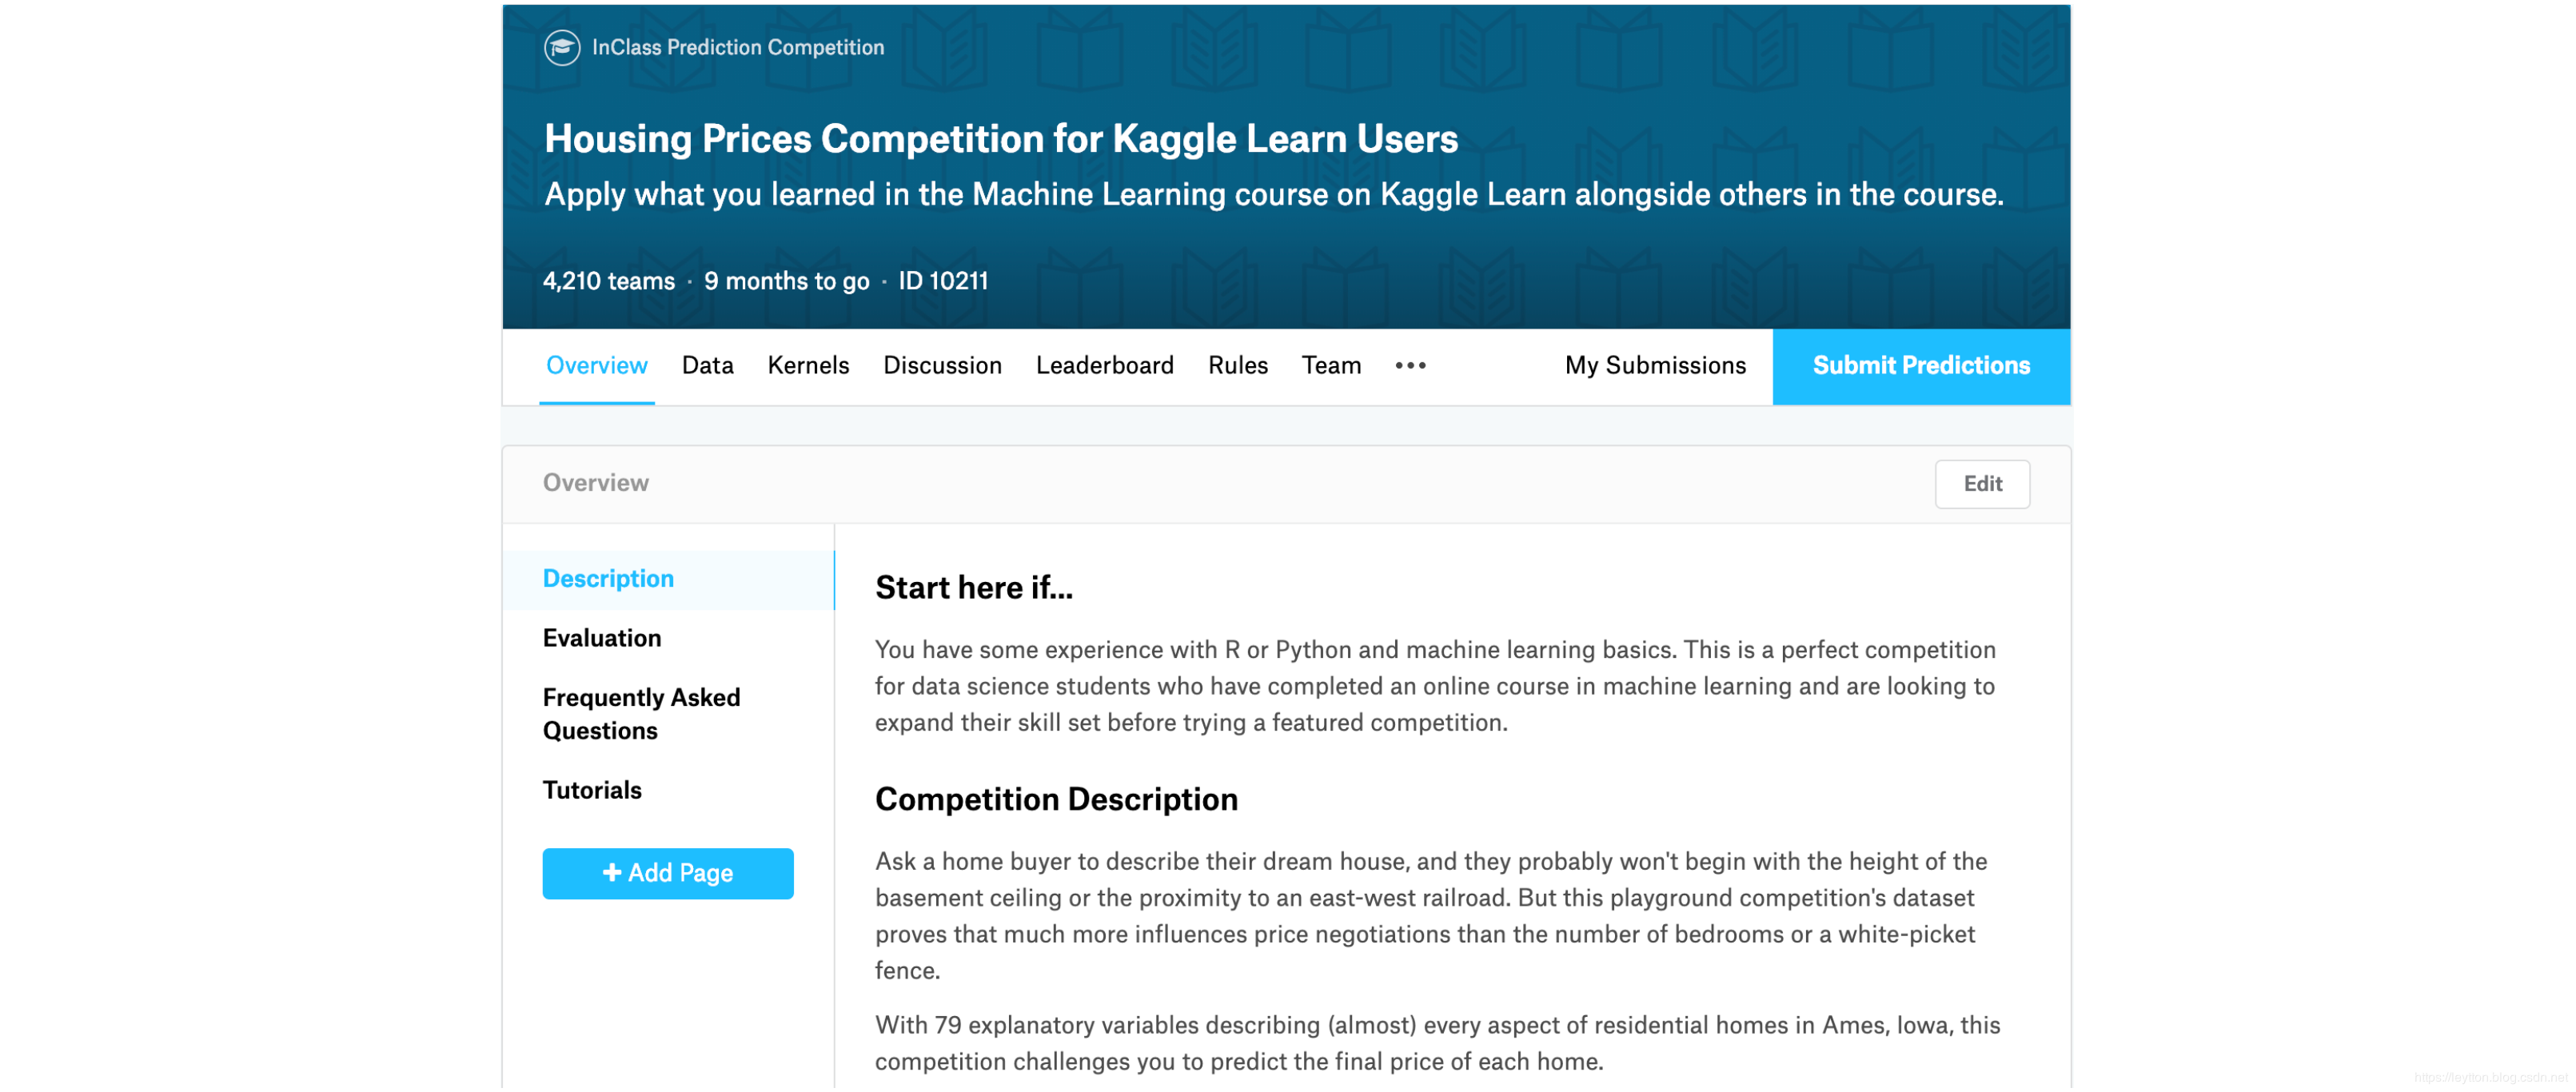 InClass Prediction Competition
Housing Prices Competition for Kaggle Learn Users
Apply what you learned in the Machine Learning course on Kaggle Learn alongside others in the course.
4,210 teams · 9 months to go · ID 10211
Overview Data Kernels Discussion Leaderboard Rules Team ••• My Submissions Submit Predictions
Overview Edit
Description
Evaluation
Frequently Asked
Questions
Tutorials
+ Add Page
Start here if...
You have some experience with R or Python and machine learning basics. This is a perfect competition
for data science students who have completed an online course in machine learning and are looking to
expand their skill set before trying a featured competition.
Competition Description
Ask a home buyer to describe their dream house, and they probably won't begin with the height of the
basement ceiling or the proximity to an east-west railroad. But this playground competition's dataset
proves that much more influences price negotiations than the number of bedrooms or a white-picket
fence.
With 79 explanatory variables describing (almost) every aspect of residential homes in Ames, Iowa, this
competition challenges you to predict the final price of each home.
https://leytton.blog.csdn.net